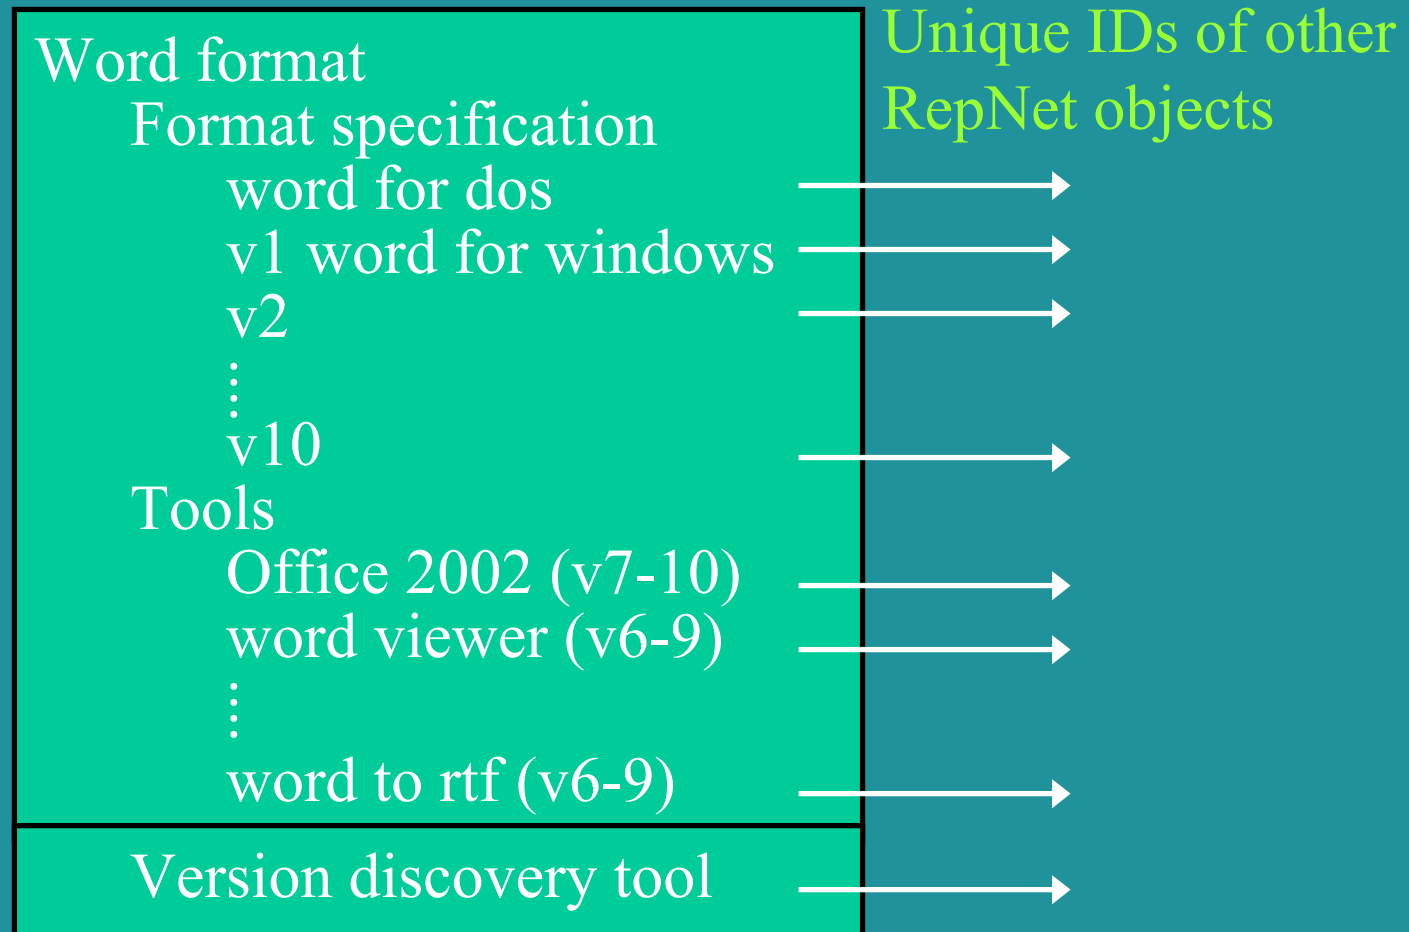 Word format
Format specification
word for dos
v1 word for windows
v2
v10
Tools
Office 2002 (v7-10)
word viewer (v6-9)
word to rtf (v6-9)
Version discovery tool
Unique IDs of other
RepNet objects